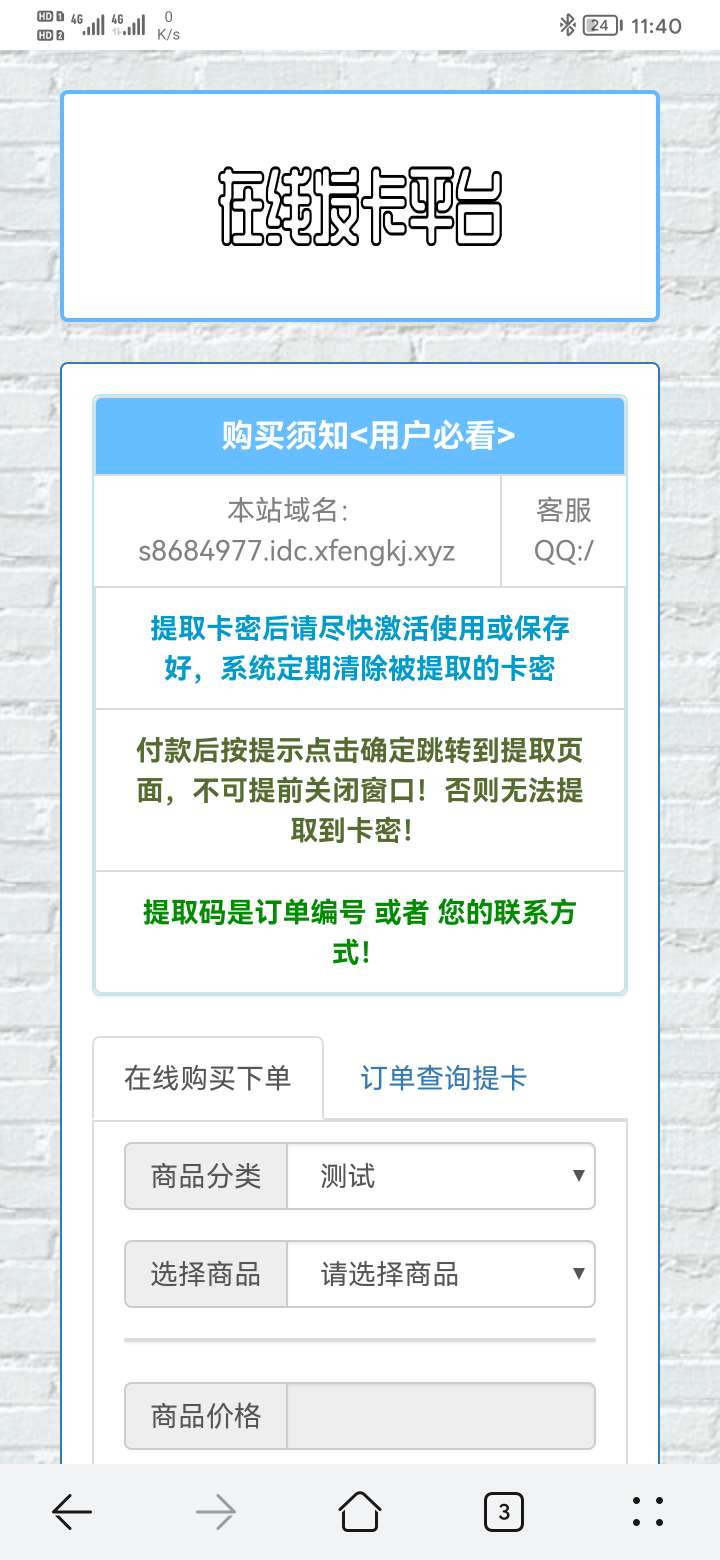 HD 1 4G 4G 0
HD 2 K/s
24 11:40
在线发卡平台
购买须知<用户必看>
本站域名：
s8684977.idc.xfengkj.xyz
客服
QQ:/
提取卡密后请尽快激活使用或保存
好，系统定期清除被提取的卡密
付款后按提示点击确定跳转到提取页
面，不可提前关闭窗口！否则无法提
取到卡密！
提取码是订单编号 或者 您的联系方
式！
在线购买下单
订单查询提卡
商品分类 测试
选择商品 请选择商品
商品价格
3